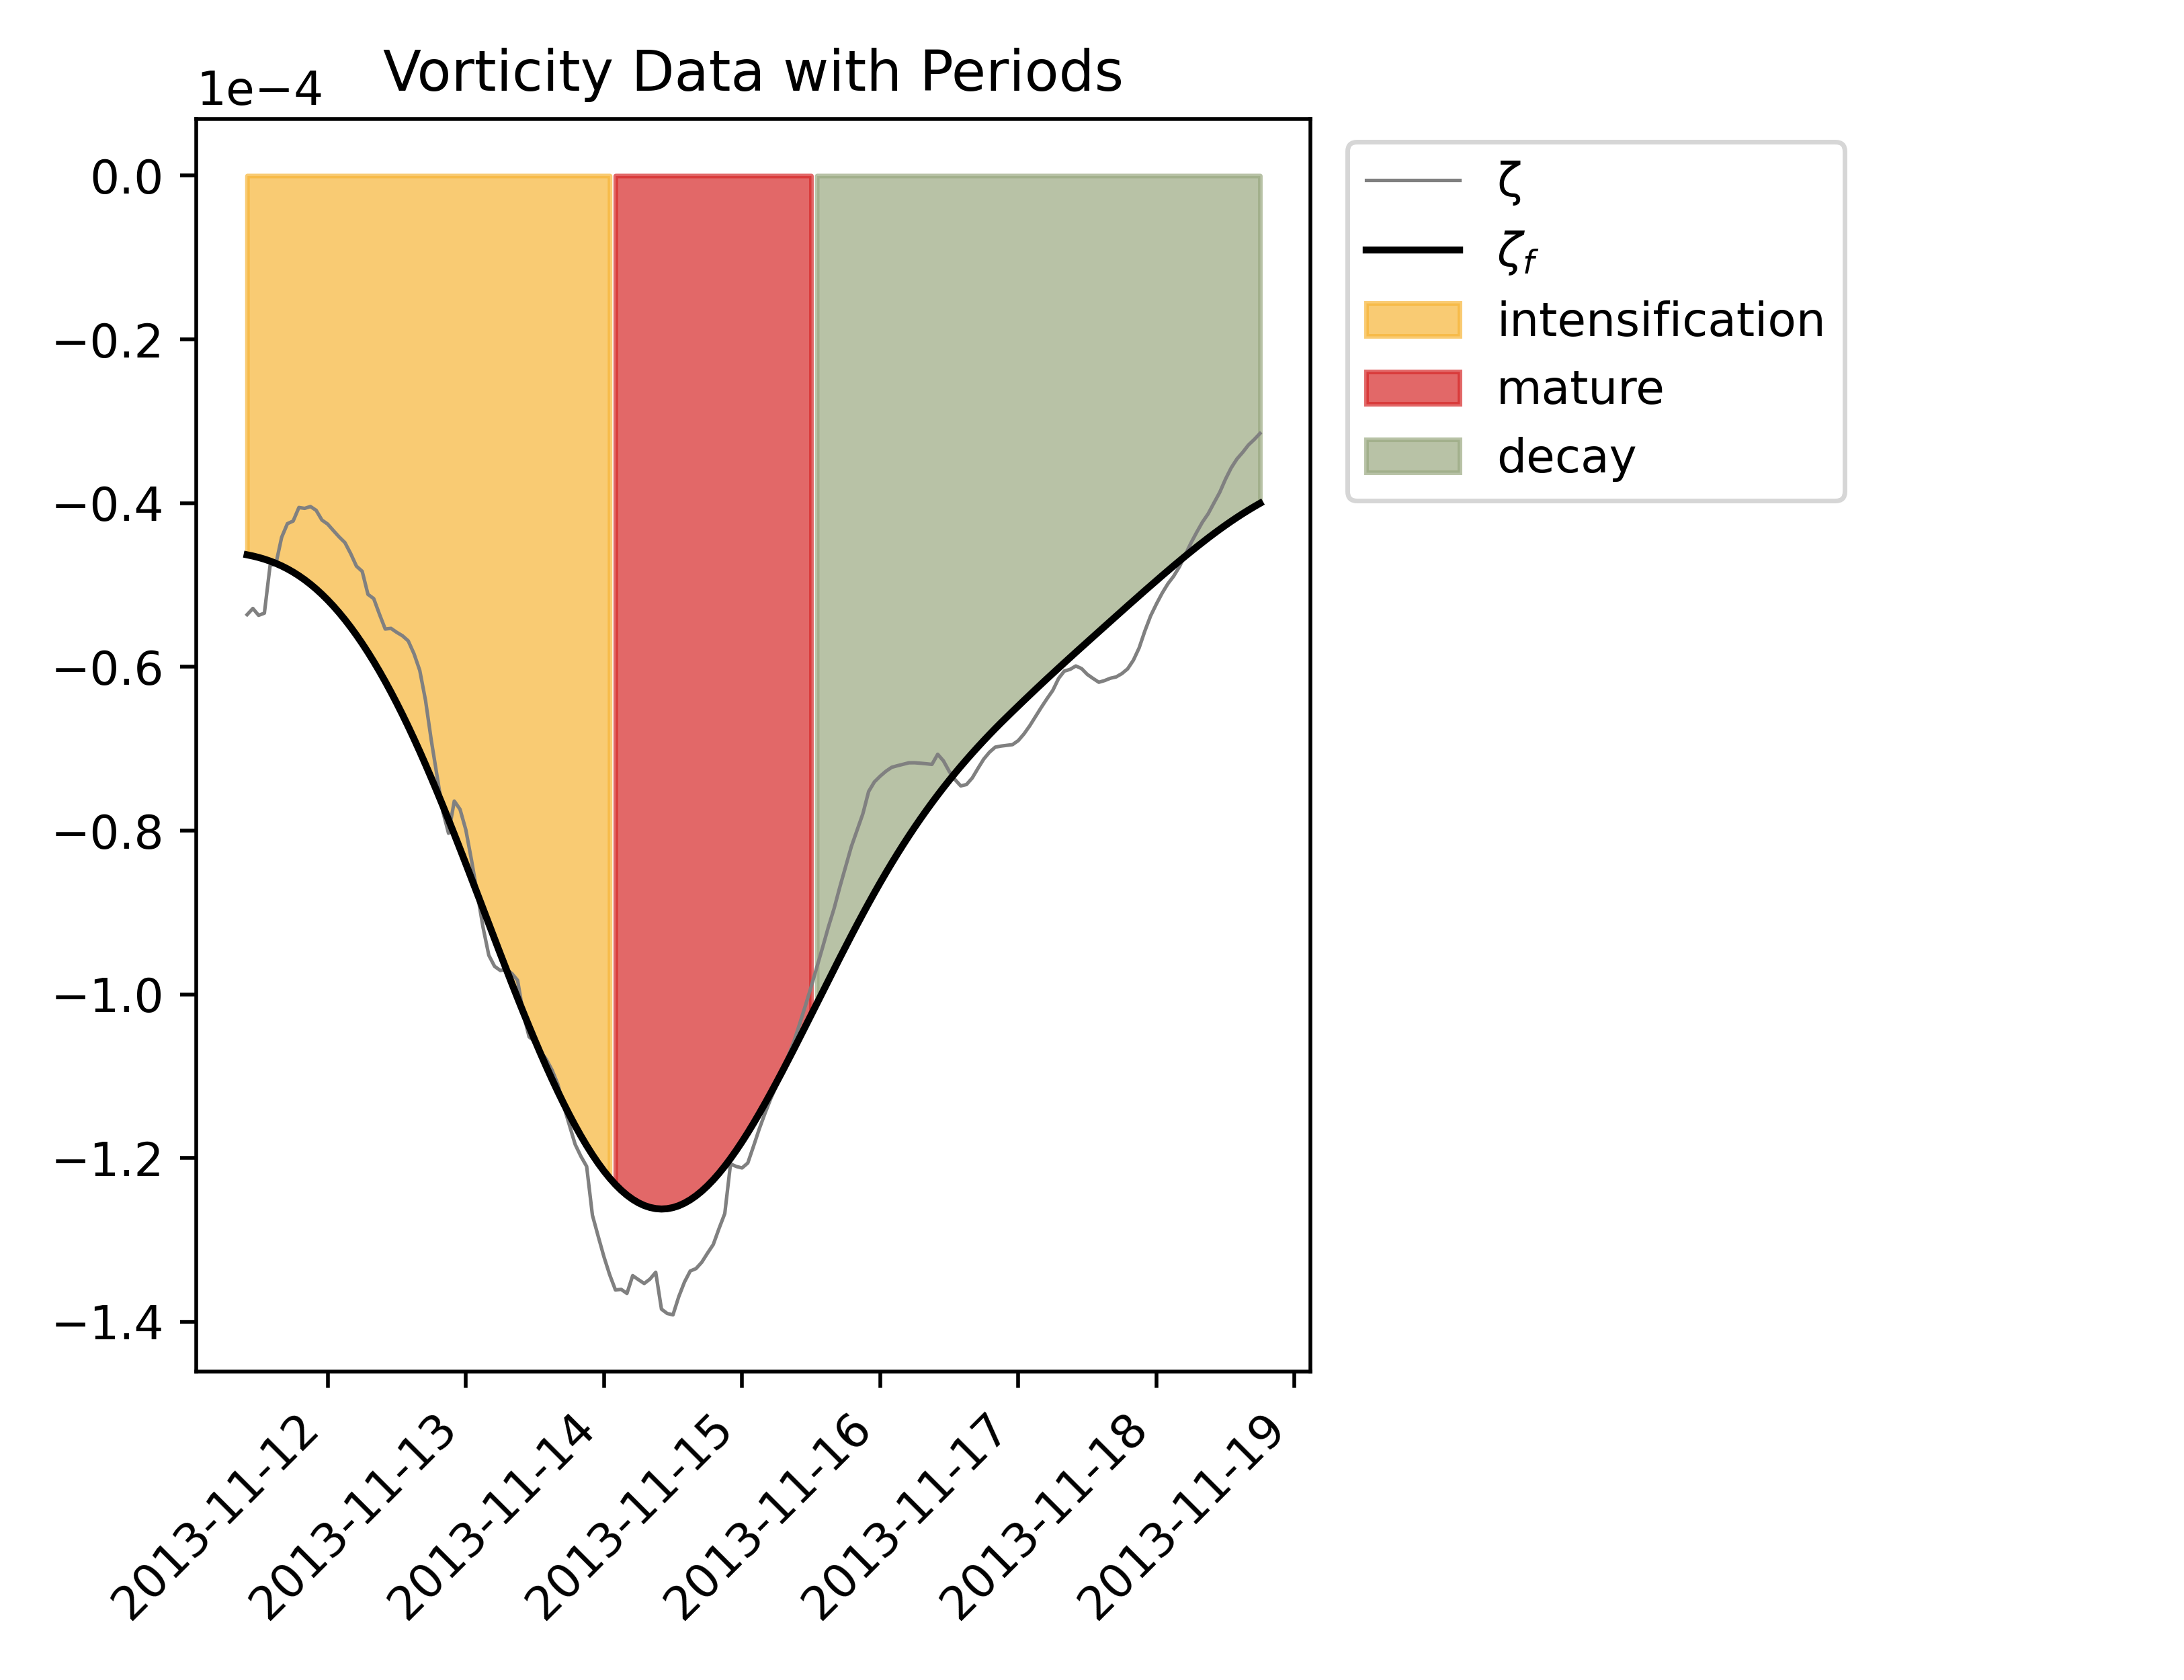 Vorticity Data with Periods
1e−4
0.0
−0.2
−0.4
−0.6
−0.8
−1.0
−1.2
−1.4
2013-11-12
2013-11-13
2013-11-14
2013-11-15
2013-11-16
2013-11-17
2013-11-18
2013-11-19
ζ
ζf
intensification
mature
decay